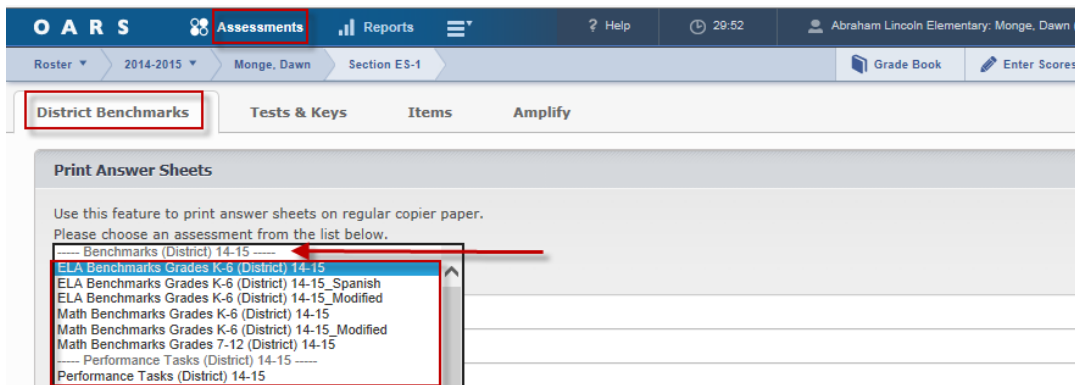 OARS Assessments Reports ? Help 29:52 Abraham Lincoln Elementary: Monge, Dawn
Roster 2014-2015 Monge, Dawn Section ES-1 Grade Book Enter Scores
District Benchmarks Tests & Keys Items Amplify
Print Answer Sheets
Use this feature to print answer sheets on regular copier paper.
Please choose an assessment from the list below.
----- Benchmarks (District) 14-15 -----
ELA Benchmarks Grades K-6 (District) 14-15
ELA Benchmarks Grades K-6 (District) 14-15_Spanish
ELA Benchmarks Grades K-6 (District) 14-15_Modified
Math Benchmarks Grades K-6 (District) 14-15
Math Benchmarks Grades K-6 (District) 14-15_Modified
Math Benchmarks Grades 7-12 (District) 14-15
----- Performance Tasks (District) 14-15 -----
Performance Tasks (District) 14-15